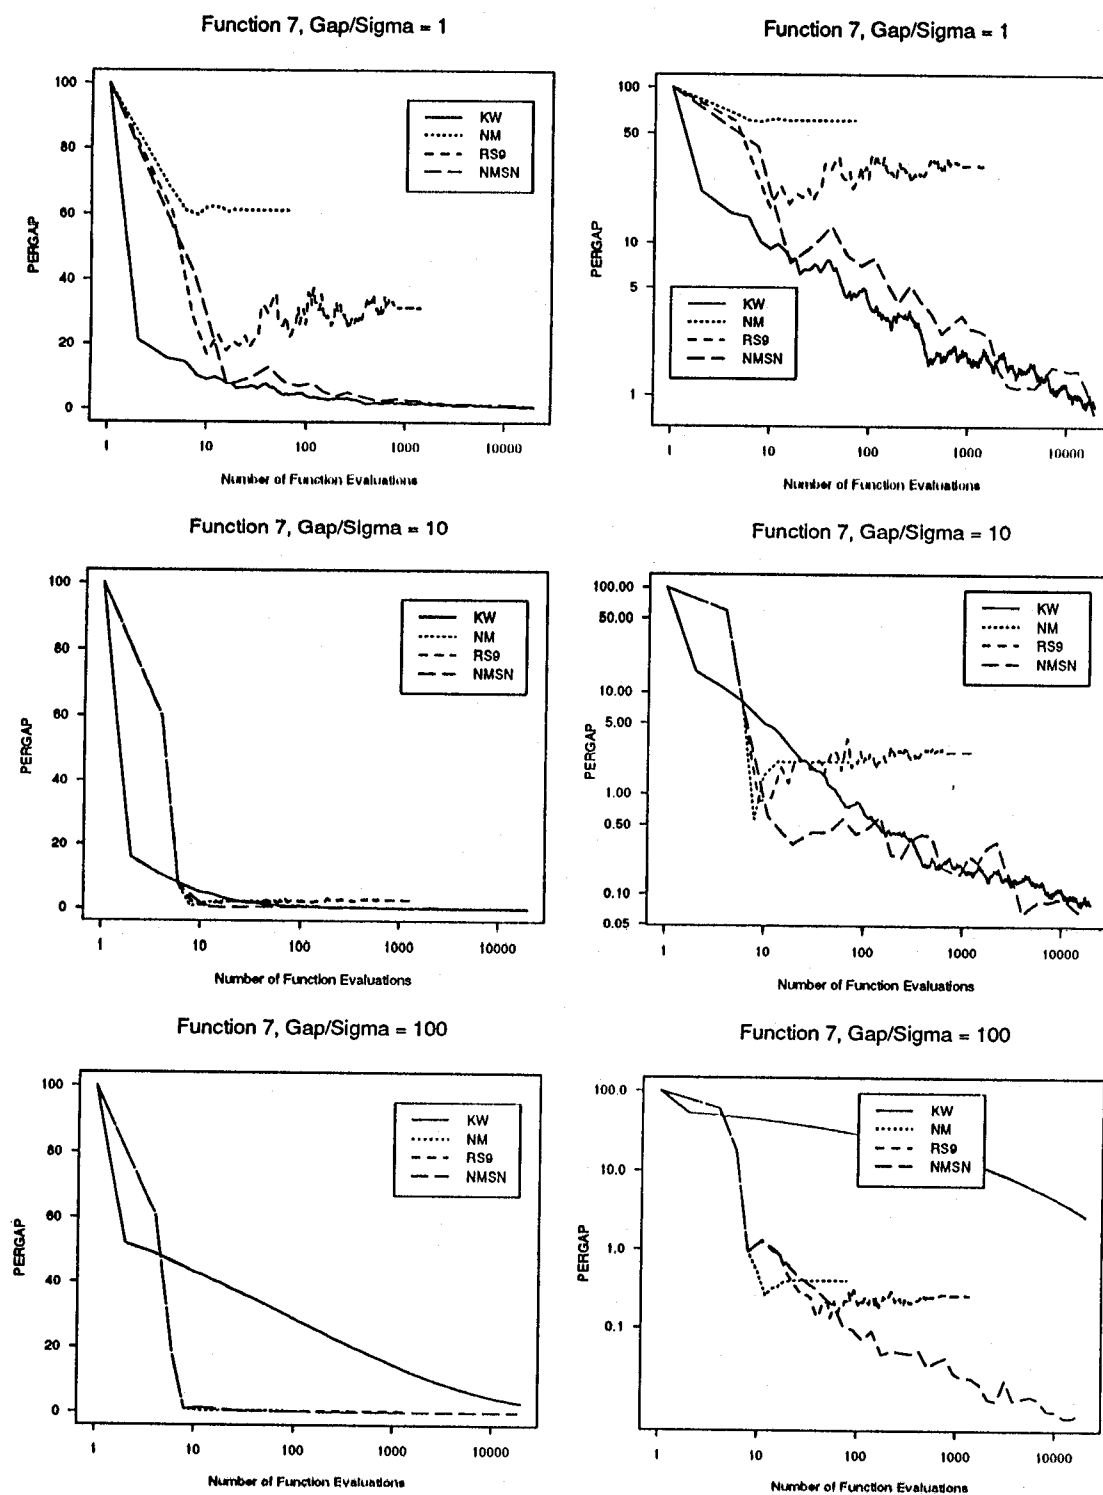 Function 7, Gap/Sigma = 1
100
80
60
40
20
0
PERGAP
KW
NM
RS9
NMSN
1
10
100
1000
10000
Number of Function Evaluations
Function 7, Gap/Sigma = 1
100
50
10
5
1
PERGAP
KW
NM
RS9
NMSN
1
10
100
1000
10000
Number of Function Evaluations
Function 7, Gap/Sigma = 10
100
80
60
40
20
0
PERGAP
KW
NM
RS9
NMSN
1
10
100
1000
10000
Number of Function Evaluations
Function 7, Gap/Sigma = 10
100.00
50.00
10.00
5.00
1.00
0.50
0.10
0.05
PERGAP
KW
NM
RS9
NMSN
1
10
100
1000
10000
Number of Function Evaluations
Function 7, Gap/Sigma = 100
100
80
60
40
20
0
PERGAP
KW
NM
RS9
NMSN
1
10
100
1000
10000
Number of Function Evaluations
Function 7, Gap/Sigma = 100
100.0
10.0
1.0
0.1
PERGAP
KW
NM
RS9
NMSN
1
10
100
1000
10000
Number of Function Evaluations